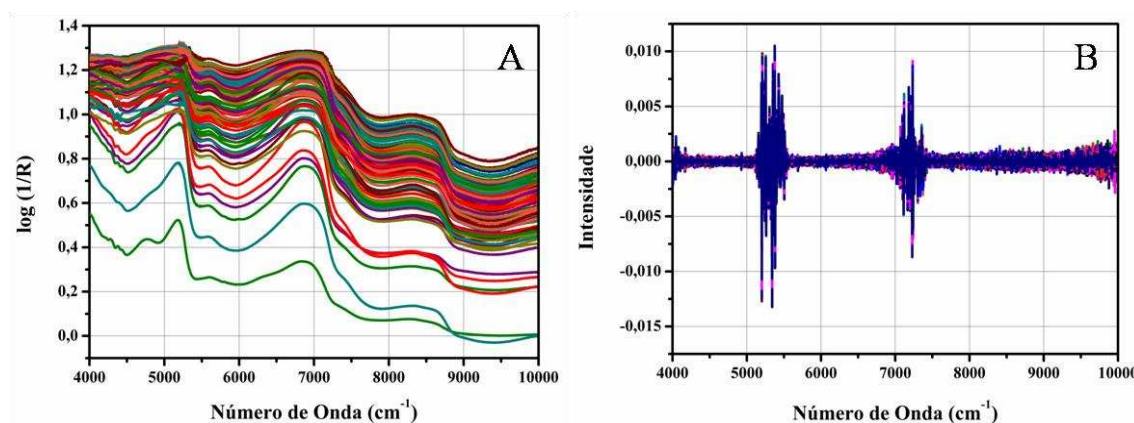 A
1,4
1,2
1,0
0,8
0,6
0,4
0,2
0,0
log (1/R)
4000 5000 6000 7000 8000 9000 10000
Número de Onda (cm⁻¹)
B
0,010
0,005
0,000
-0,005
-0,010
-0,015
Intensidade
4000 5000 6000 7000 8000 9000 10000
Número de Onda (cm⁻¹)